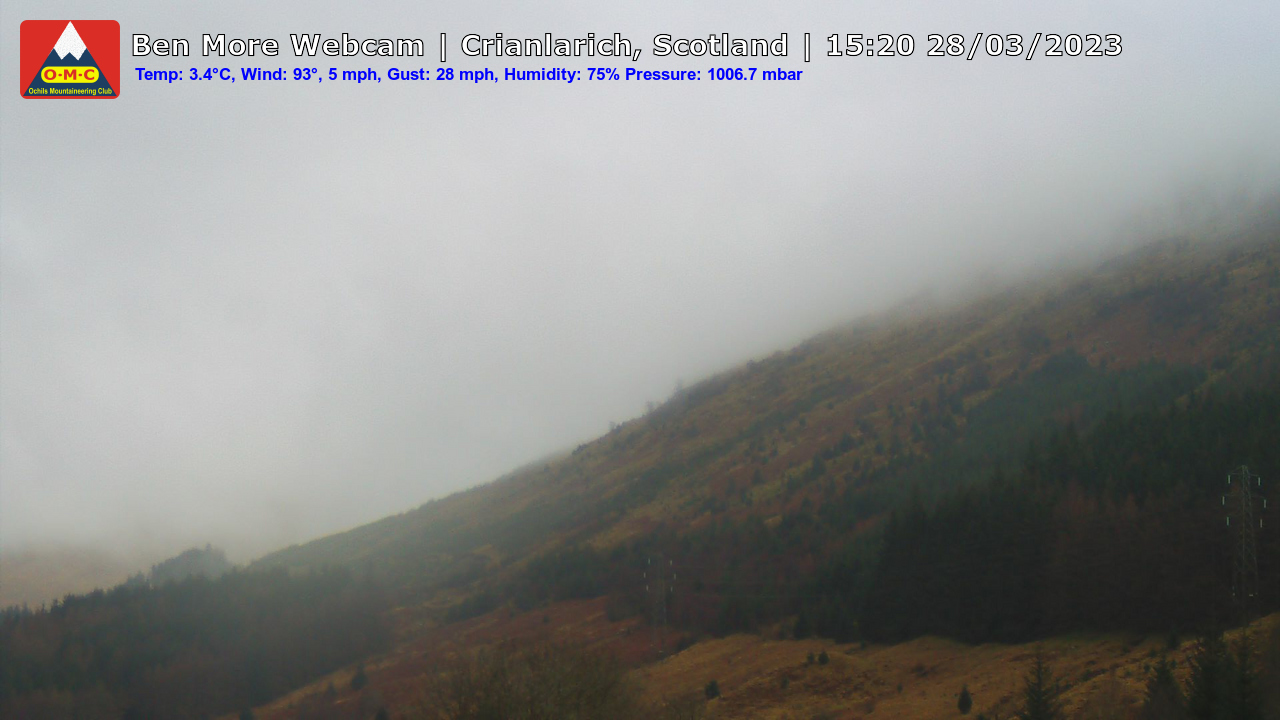 Ben More Webcam | Crianlarich, Scotland | 15:20 28/03/2023
Temp: 3.4°C, Wind: 93°, 5 mph, Gust: 28 mph, Humidity: 75% Pressure: 1006.7 mbar
O-M-C
Ochils Mountaineering Club